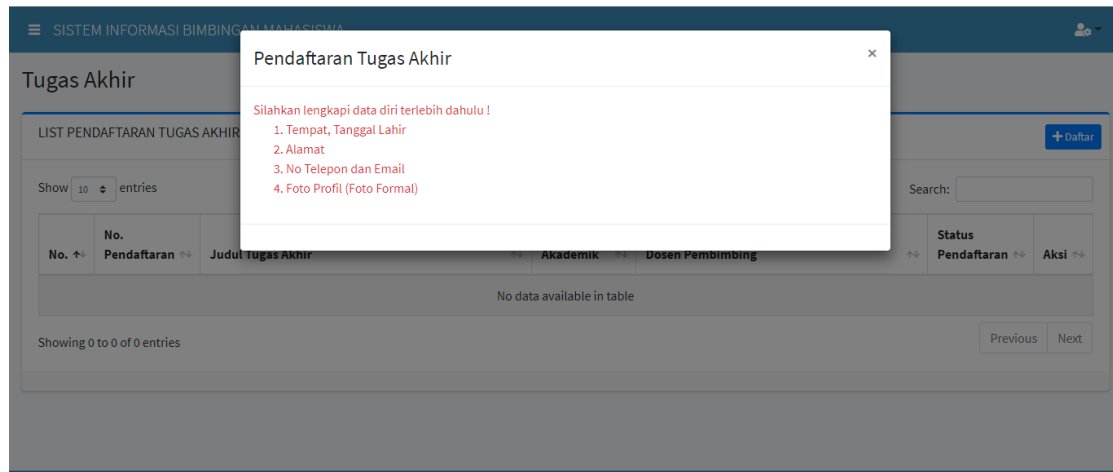 SISTEM INFORMASI BIMBINGAN MAHASISWA
Pendaftaran Tugas Akhir
×
Tugas Akhir
Silahkan lengkapi data diri terlebih dahulu !
1. Tempat, Tanggal Lahir
2. Alamat
3. No Telepon dan Email
4. Foto Profil (Foto Formal)
LIST PENDAFTARAN TUGAS AKHIR
+ Daftar
Show 10 entries
Search:
No. No. Pendaftaran Judul Tugas Akhir Akademik Dosen Pembimbing Status Pendaftaran Aksi
No data available in table
Showing 0 to 0 of 0 entries
Previous Next